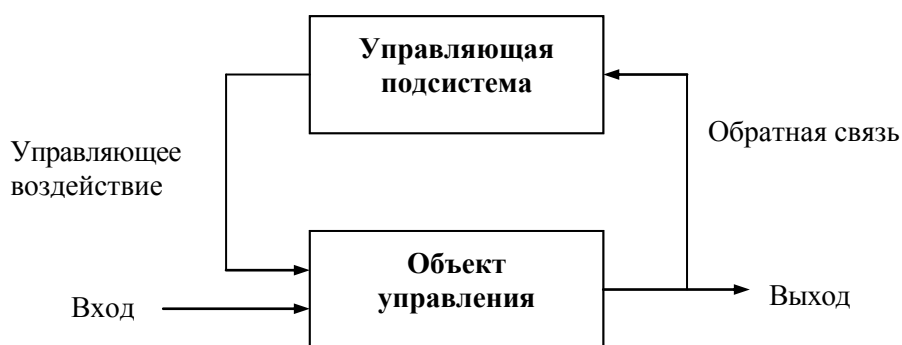 Управляющая
подсистема
Обратная связь
Управляющее
воздействие
Объект
управления
Вход
Выход